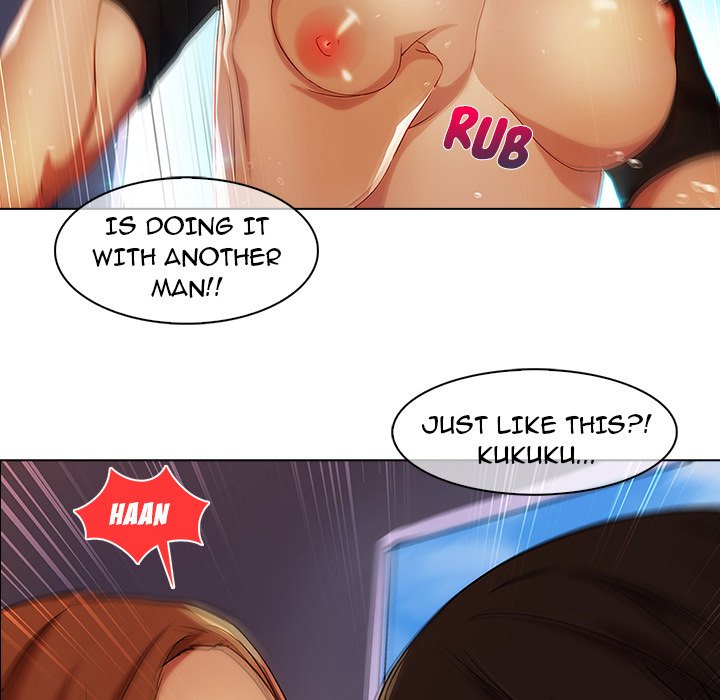 RUB
IS DOING IT
WITH ANOTHER
MAN!!
JUST LIKE THIS?!
KUKUKU...
HAAN